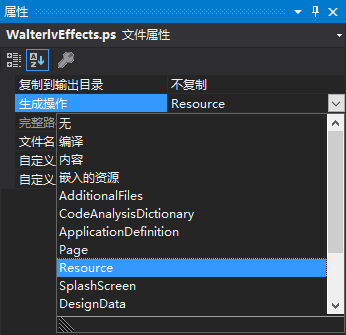 属性
WalterlvEffects.ps 文件属性
复制到输出目录 不复制
生成操作 Resource
完整路
文件名
自定义
自定义
无
编译
内容
嵌入的资源
AdditionalFiles
CodeAnalysisDictionary
ApplicationDefinition
Page
Resource
SplashScreen
DesignData